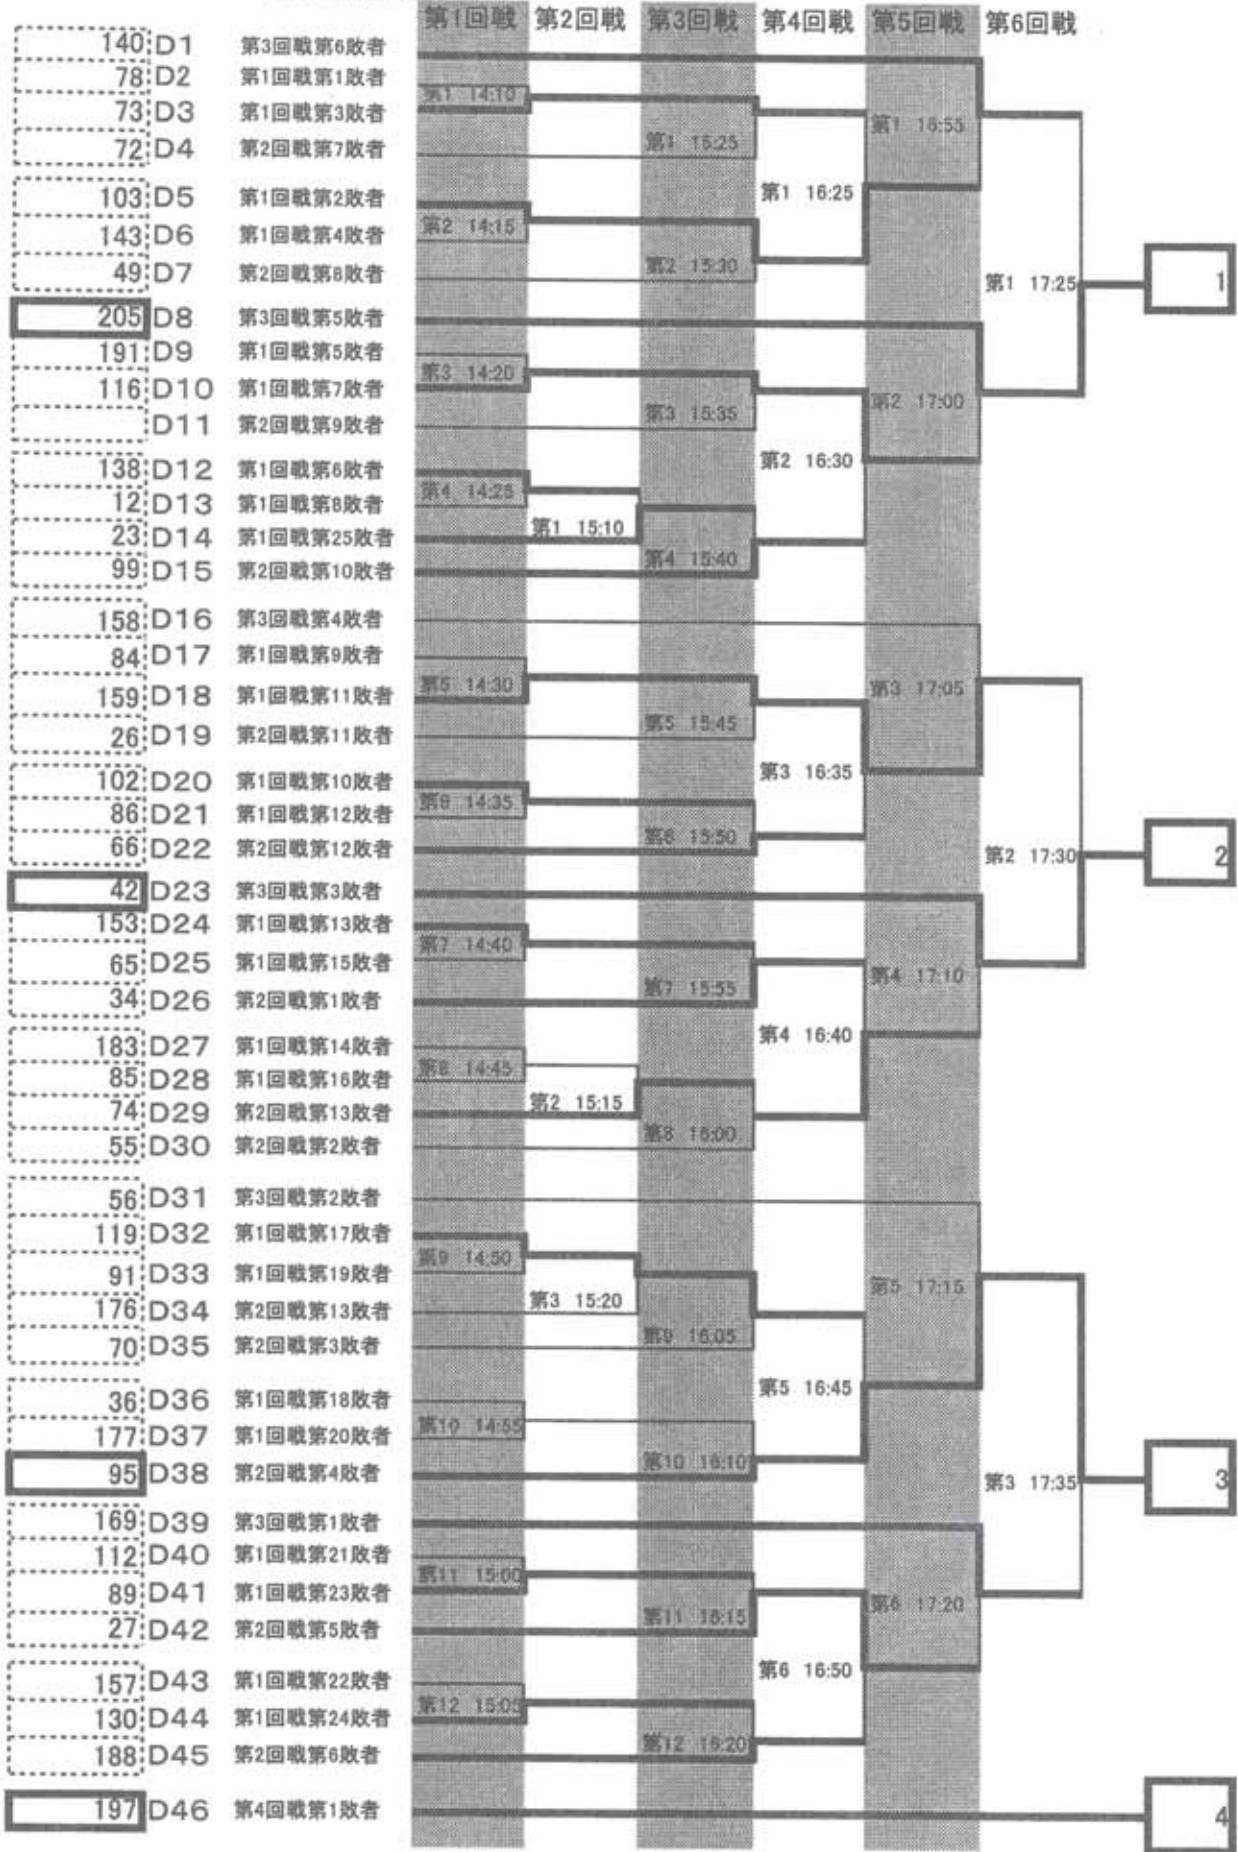 第1回戦 第2回戦 第3回戦 第4回戦 第5回戦 第6回戦
140 D1 第3回戦第6敗者
78 D2 第1回戦第1敗者
第1 14:10
73 D3 第1回戦第3敗者
第1 16:55
72 D4 第2回戦第7敗者
第1 15:25
第1 16:25
103 D5 第1回戦第2敗者
第2 14:15
143 D6 第1回戦第4敗者
第2 15:30
49 D7 第2回戦第8敗者
第1 17:25
1
205 D8 第3回戦第5敗者
191 D9 第1回戦第5敗者
第3 14:20
116 D10 第1回戦第7敗者
第2 17:00
第3 15:35
D11 第2回戦第9敗者
第2 16:30
138 D12 第1回戦第6敗者
第4 14:25
12 D13 第1回戦第8敗者
第1 15:10
23 D14 第1回戦第25敗者
第4 15:40
99 D15 第2回戦第10敗者
158 D16 第3回戦第4敗者
84 D17 第1回戦第9敗者
第5 14:30
第3 17:05
159 D18 第1回戦第11敗者
第5 15:45
26 D19 第2回戦第11敗者
第3 16:35
102 D20 第1回戦第10敗者
第9 14:35
86 D21 第1回戦第12敗者
第6 15:50
66 D22 第2回戦第12敗者
第2 17:30
2
42 D23 第3回戦第3敗者
153 D24 第1回戦第13敗者
第7 14:40
65 D25 第1回戦第15敗者
第4 17:10
第7 15:55
34 D26 第2回戦第1敗者
第4 16:40
183 D27 第1回戦第14敗者
第8 14:45
85 D28 第1回戦第16敗者
第2 15:15
74 D29 第2回戦第13敗者
第8 16:00
55 D30 第2回戦第2敗者
56 D31 第3回戦第2敗者
119 D32 第1回戦第17敗者
第9 14:50
91 D33 第1回戦第19敗者
第5 17:15
第3 15:20
176 D34 第2回戦第13敗者
第9 16:05
70 D35 第2回戦第3敗者
第5 16:45
36 D36 第1回戦第18敗者
第10 14:55
177 D37 第1回戦第20敗者
第10 16:10
95 D38 第2回戦第4敗者
第3 17:35
3
169 D39 第3回戦第1敗者
112 D40 第1回戦第21敗者
第11 15:00
89 D41 第1回戦第23敗者
第6 17:20
第11 16:15
27 D42 第2回戦第5敗者
第6 16:50
157 D43 第1回戦第22敗者
第12 15:05
130 D44 第1回戦第24敗者
第12 16:20
188 D45 第2回戦第6敗者
197 D46 第4回戦第1敗者
4